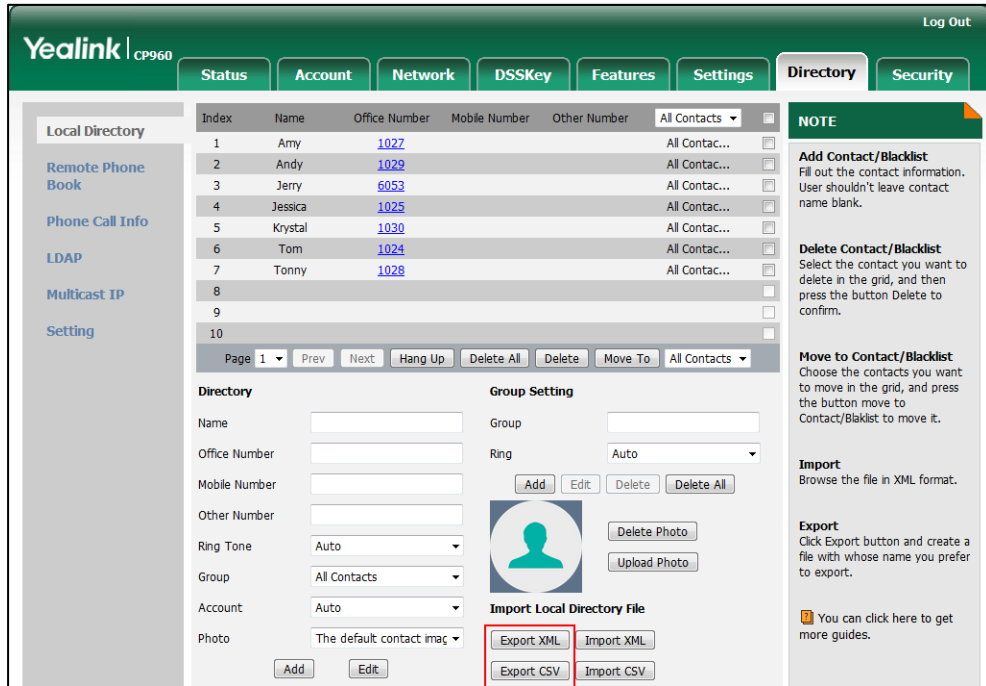 Log Out
Yealink CP960
Status Account Network DSSKey Features Settings Directory Security
Local Directory
Remote Phone
Book
Phone Call Info
LDAP
Multicast IP
Setting
Index Name Office Number Mobile Number Other Number All Contacts
1 Amy 1027 All Contac...
2 Andy 1029 All Contac...
3 Jerry 6053 All Contac...
4 Jessica 1025 All Contac...
5 Krystal 1030 All Contac...
6 Tom 1024 All Contac...
7 Tonny 1028 All Contac...
8
9
10
Page 1 Prev Next Hang Up Delete All Delete Move To All Contacts
Directory
Name
Office Number
Mobile Number
Other Number
Ring Tone Auto
Group All Contacts
Account Auto
Photo The default contact imag
Add Edit
Group Setting
Group
Ring Auto
Add Edit Delete Delete All
Delete Photo
Upload Photo
Import Local Directory File
Export XML Import XML
Export CSV Import CSV
NOTE
Add Contact/Blacklist
Fill out the contact information.
User shouldn't leave contact
name blank.
Delete Contact/Blacklist
Select the contact you want to
delete in the grid, and then
press the button Delete to
confirm.
Move to Contact/Blacklist
Choose the contacts you want
to move in the grid, and press
the button move to
Contact/Blaklist to move it.
Import
Browse the file in XML format.
Export
Click Export button and create a
file with whose name you prefer
to export.
You can click here to get
more guides.